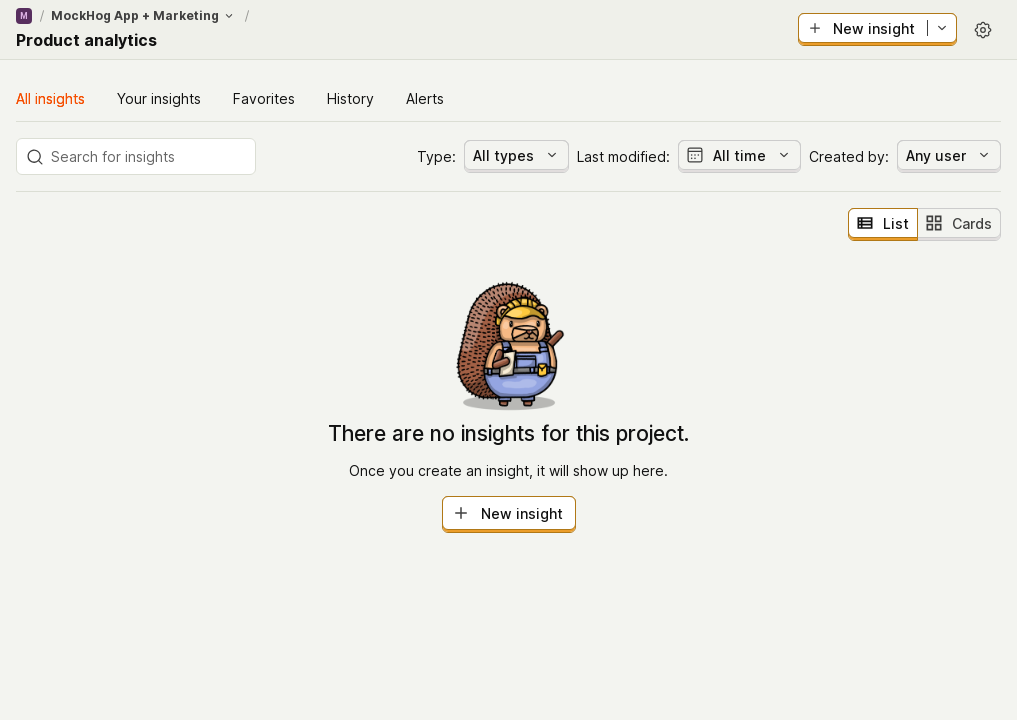 M / MockHog App + Marketing /
Product analytics
New insight
All insights Your insights Favorites History Alerts
Search for insights Type: All types Last modified: All time Created by: Any user
List Cards
There are no insights for this project.
Once you create an insight, it will show up here.
New insight